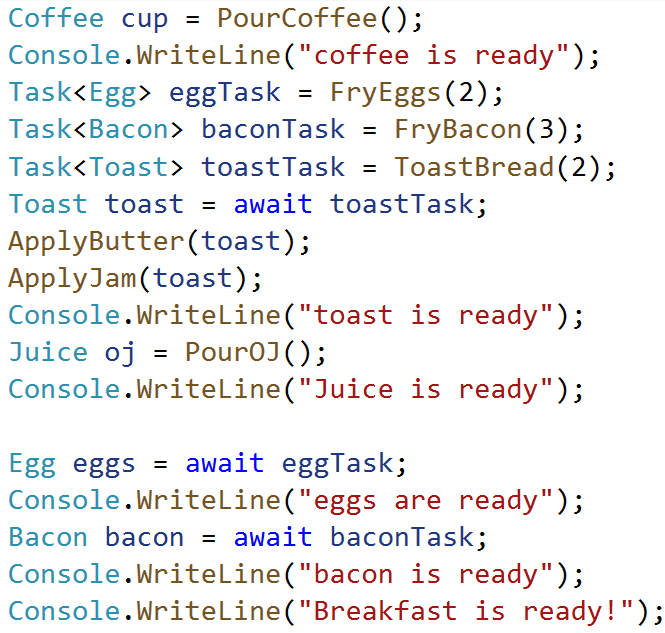 Coffee cup = PourCoffee();
Console.WriteLine("coffee is ready");
Task<Egg> eggTask = FryEggs(2);
Task<Bacon> baconTask = FryBacon(3);
Task<Toast> toastTask = ToastBread(2);
Toast toast = await toastTask;
ApplyButter(toast);
ApplyJam(toast);
Console.WriteLine("toast is ready");
Juice oj = PourOJ();
Console.WriteLine("Juice is ready");

Egg eggs = await eggTask;
Console.WriteLine("eggs are ready");
Bacon bacon = await baconTask;
Console.WriteLine("bacon is ready");
Console.WriteLine("Breakfast is ready!");